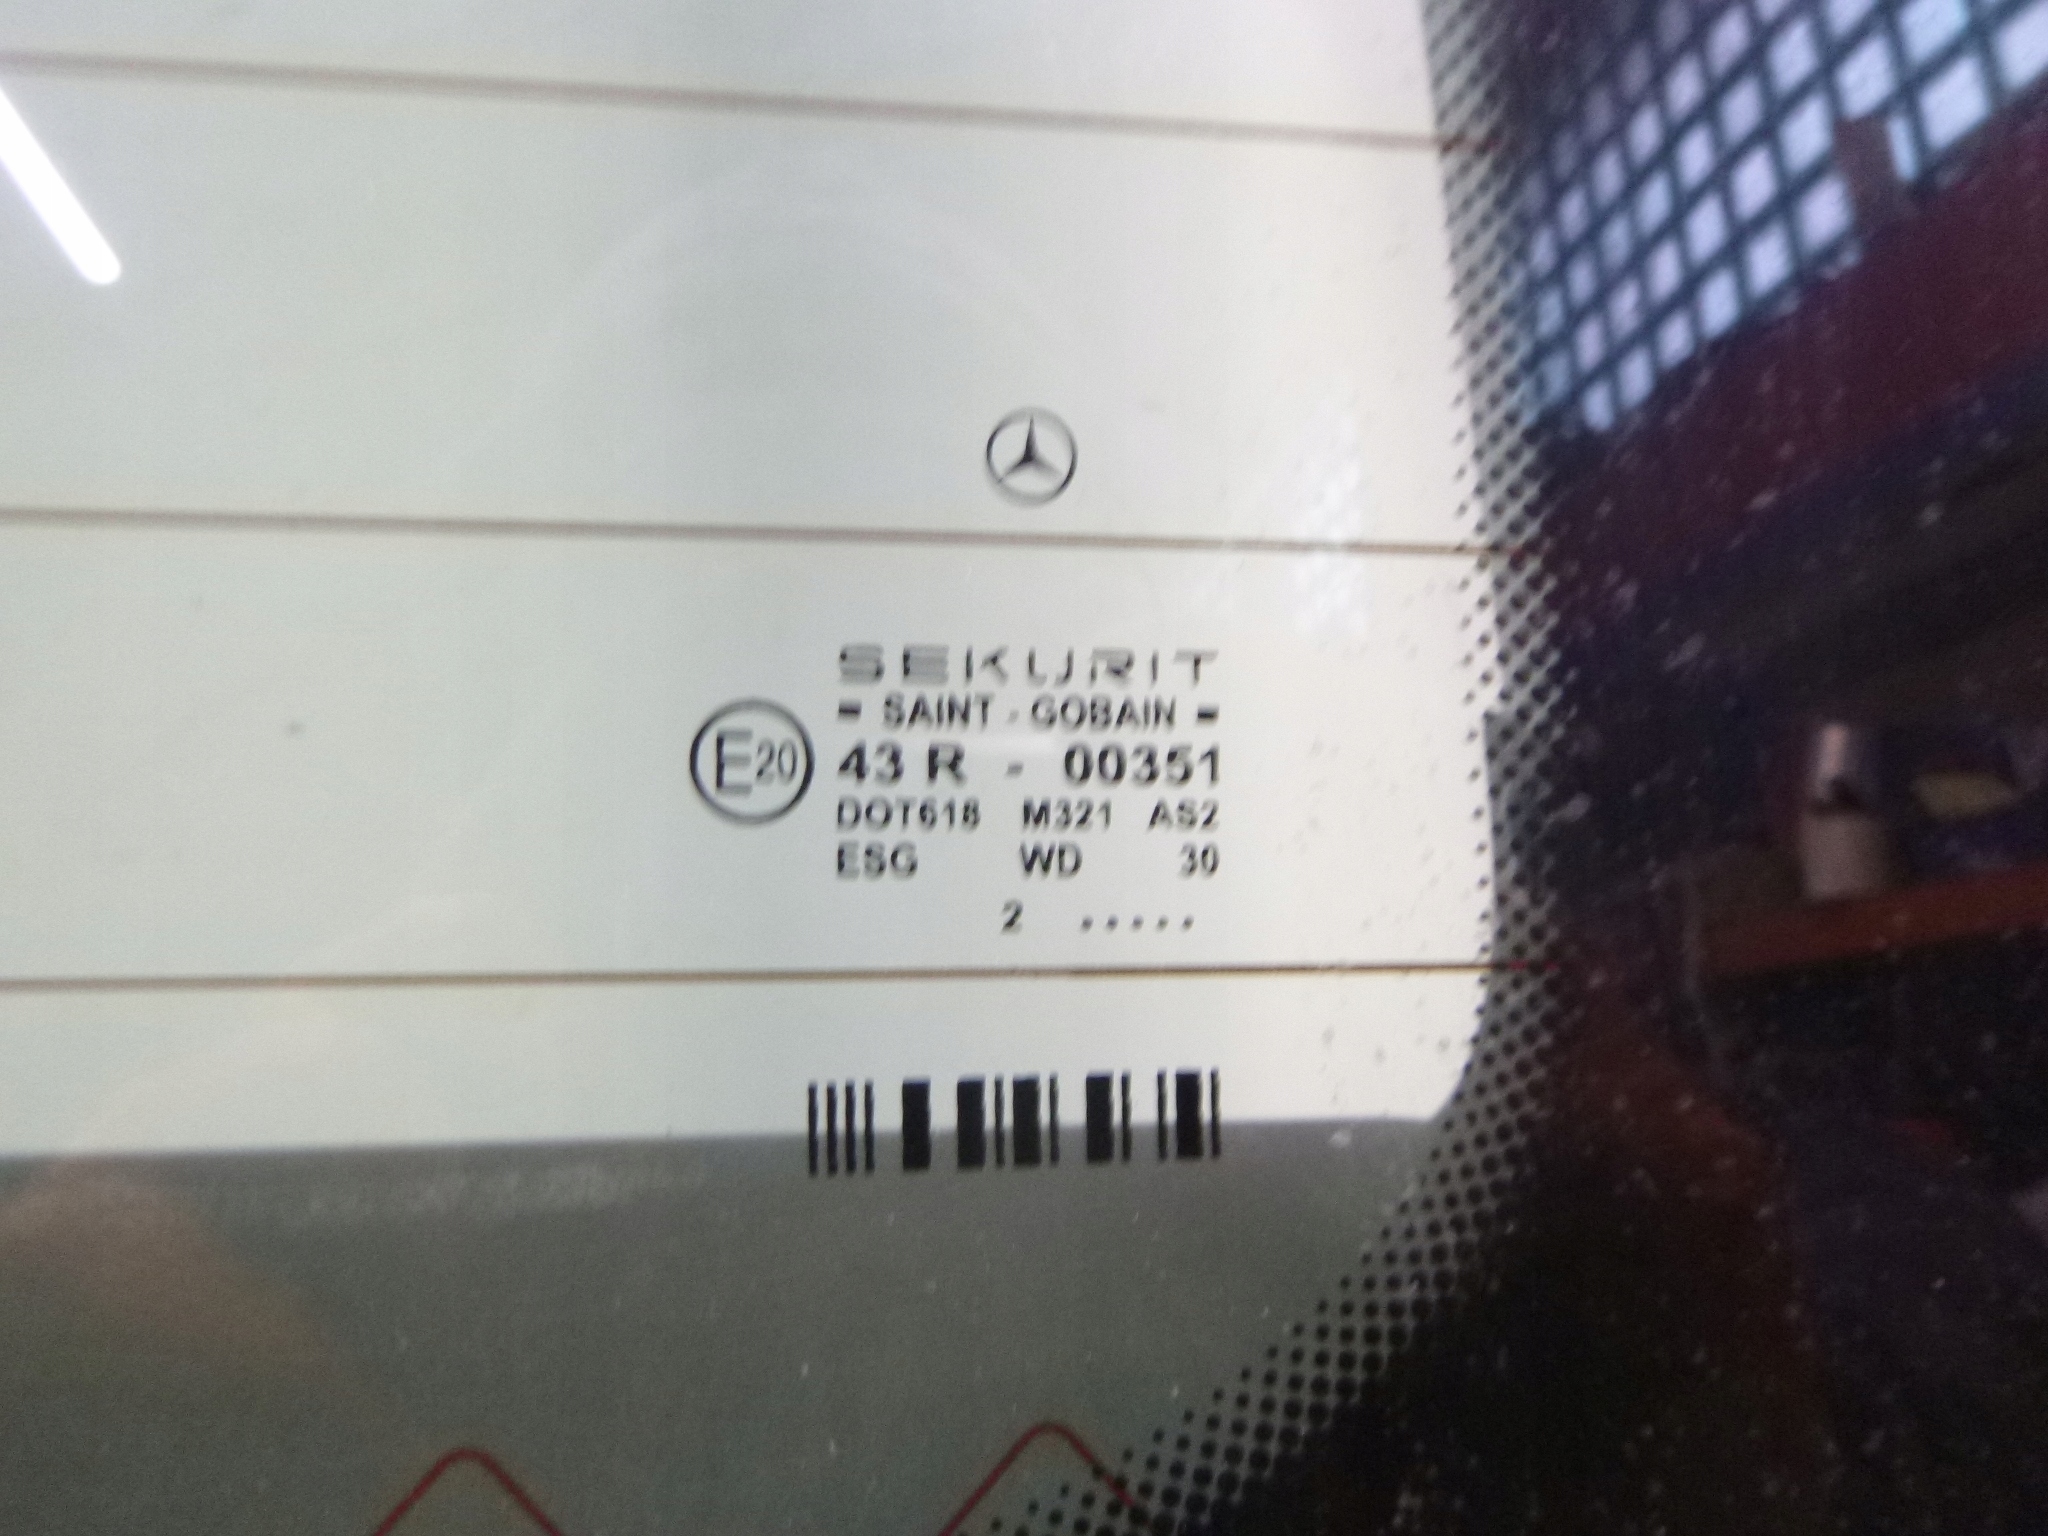 SEKURIT
- SAINT - GOBAIN -
E20 43 R - 00351
DOT618 M321 AS2
ESG WD 30
2 .....